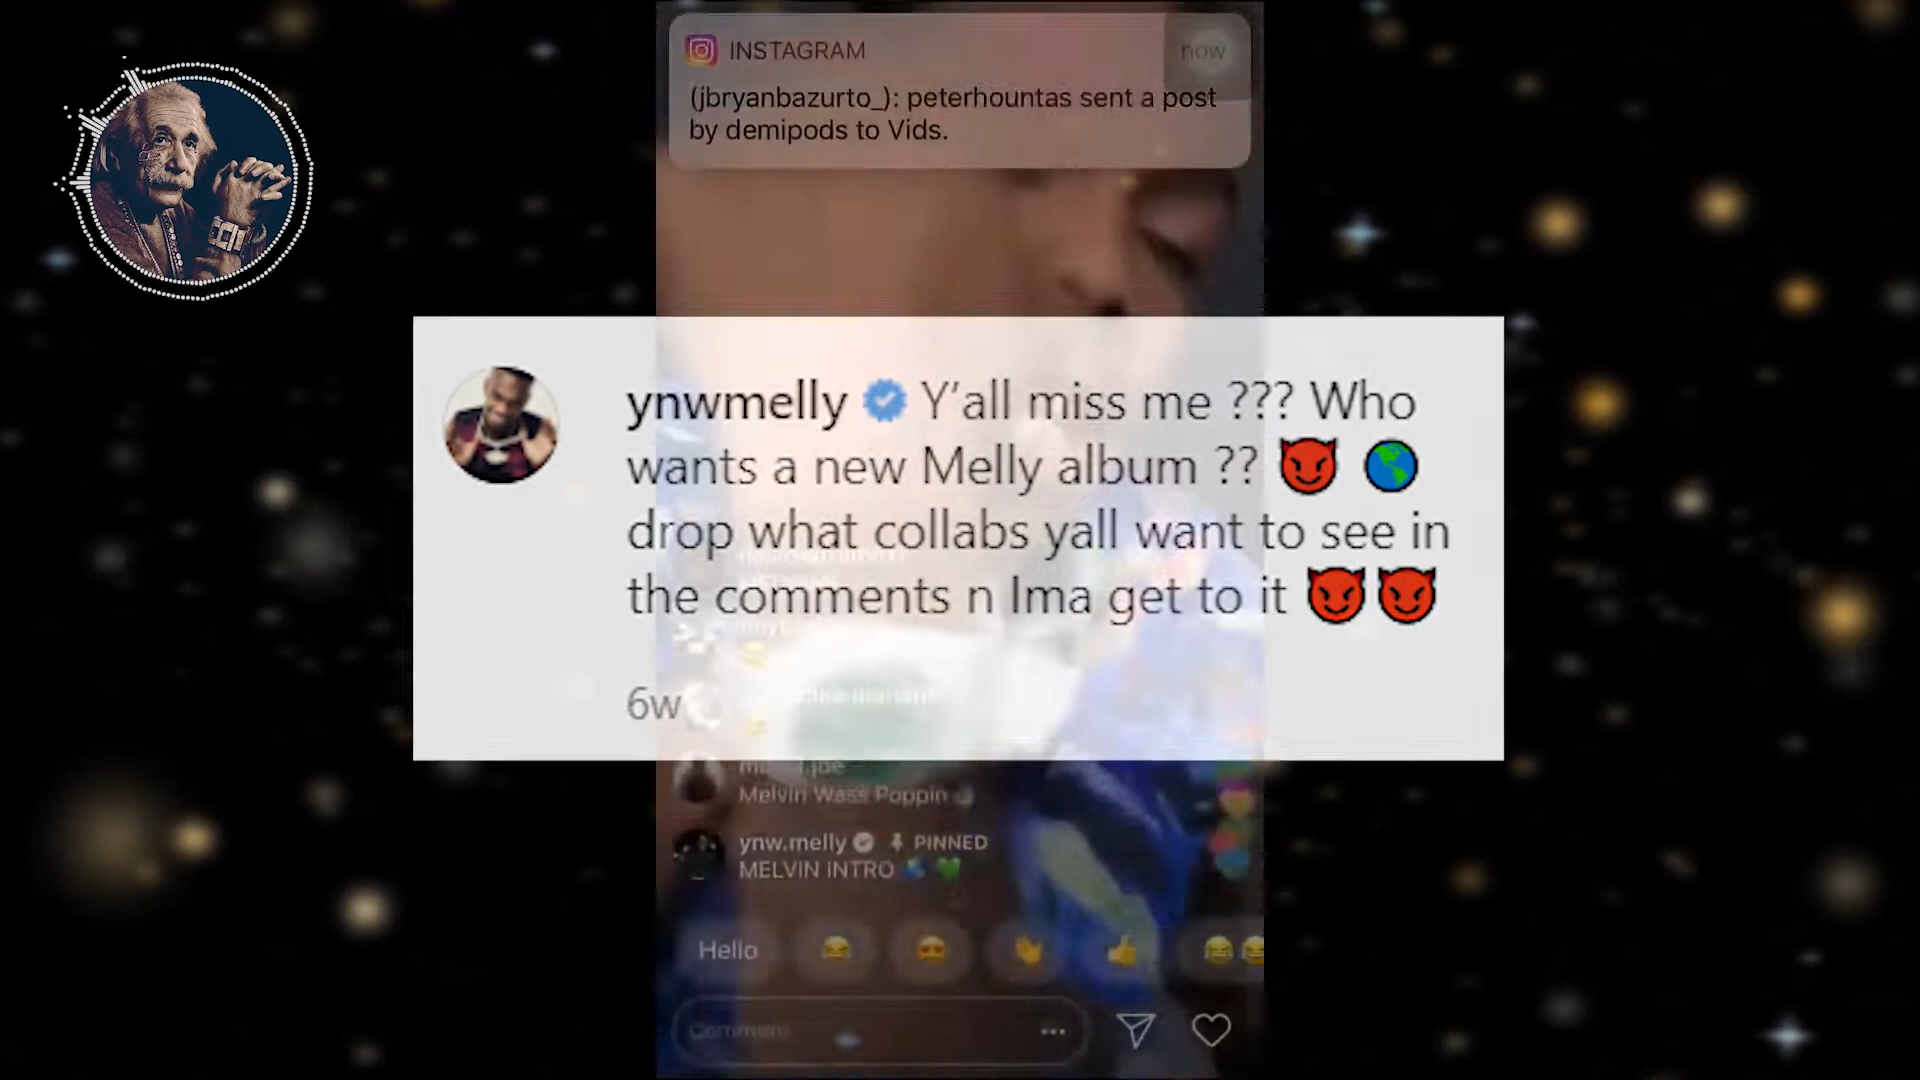 INSTAGRAM
now
(jbryanbazurto_): peterhountas sent a post
by demipods to Vids.
ynwmelly Y'all miss me ??? Who
wants a new Melly album ?? 😈 🌎
drop what collabs yall want to see in
the comments n Ima get to it 😈😈
6w
Melvin Wass Poppin
ynw.melly PINNED
MELVIN INTRO 🌎 💚
Hello 😂 😍 👏 👍 😂😂
Comment